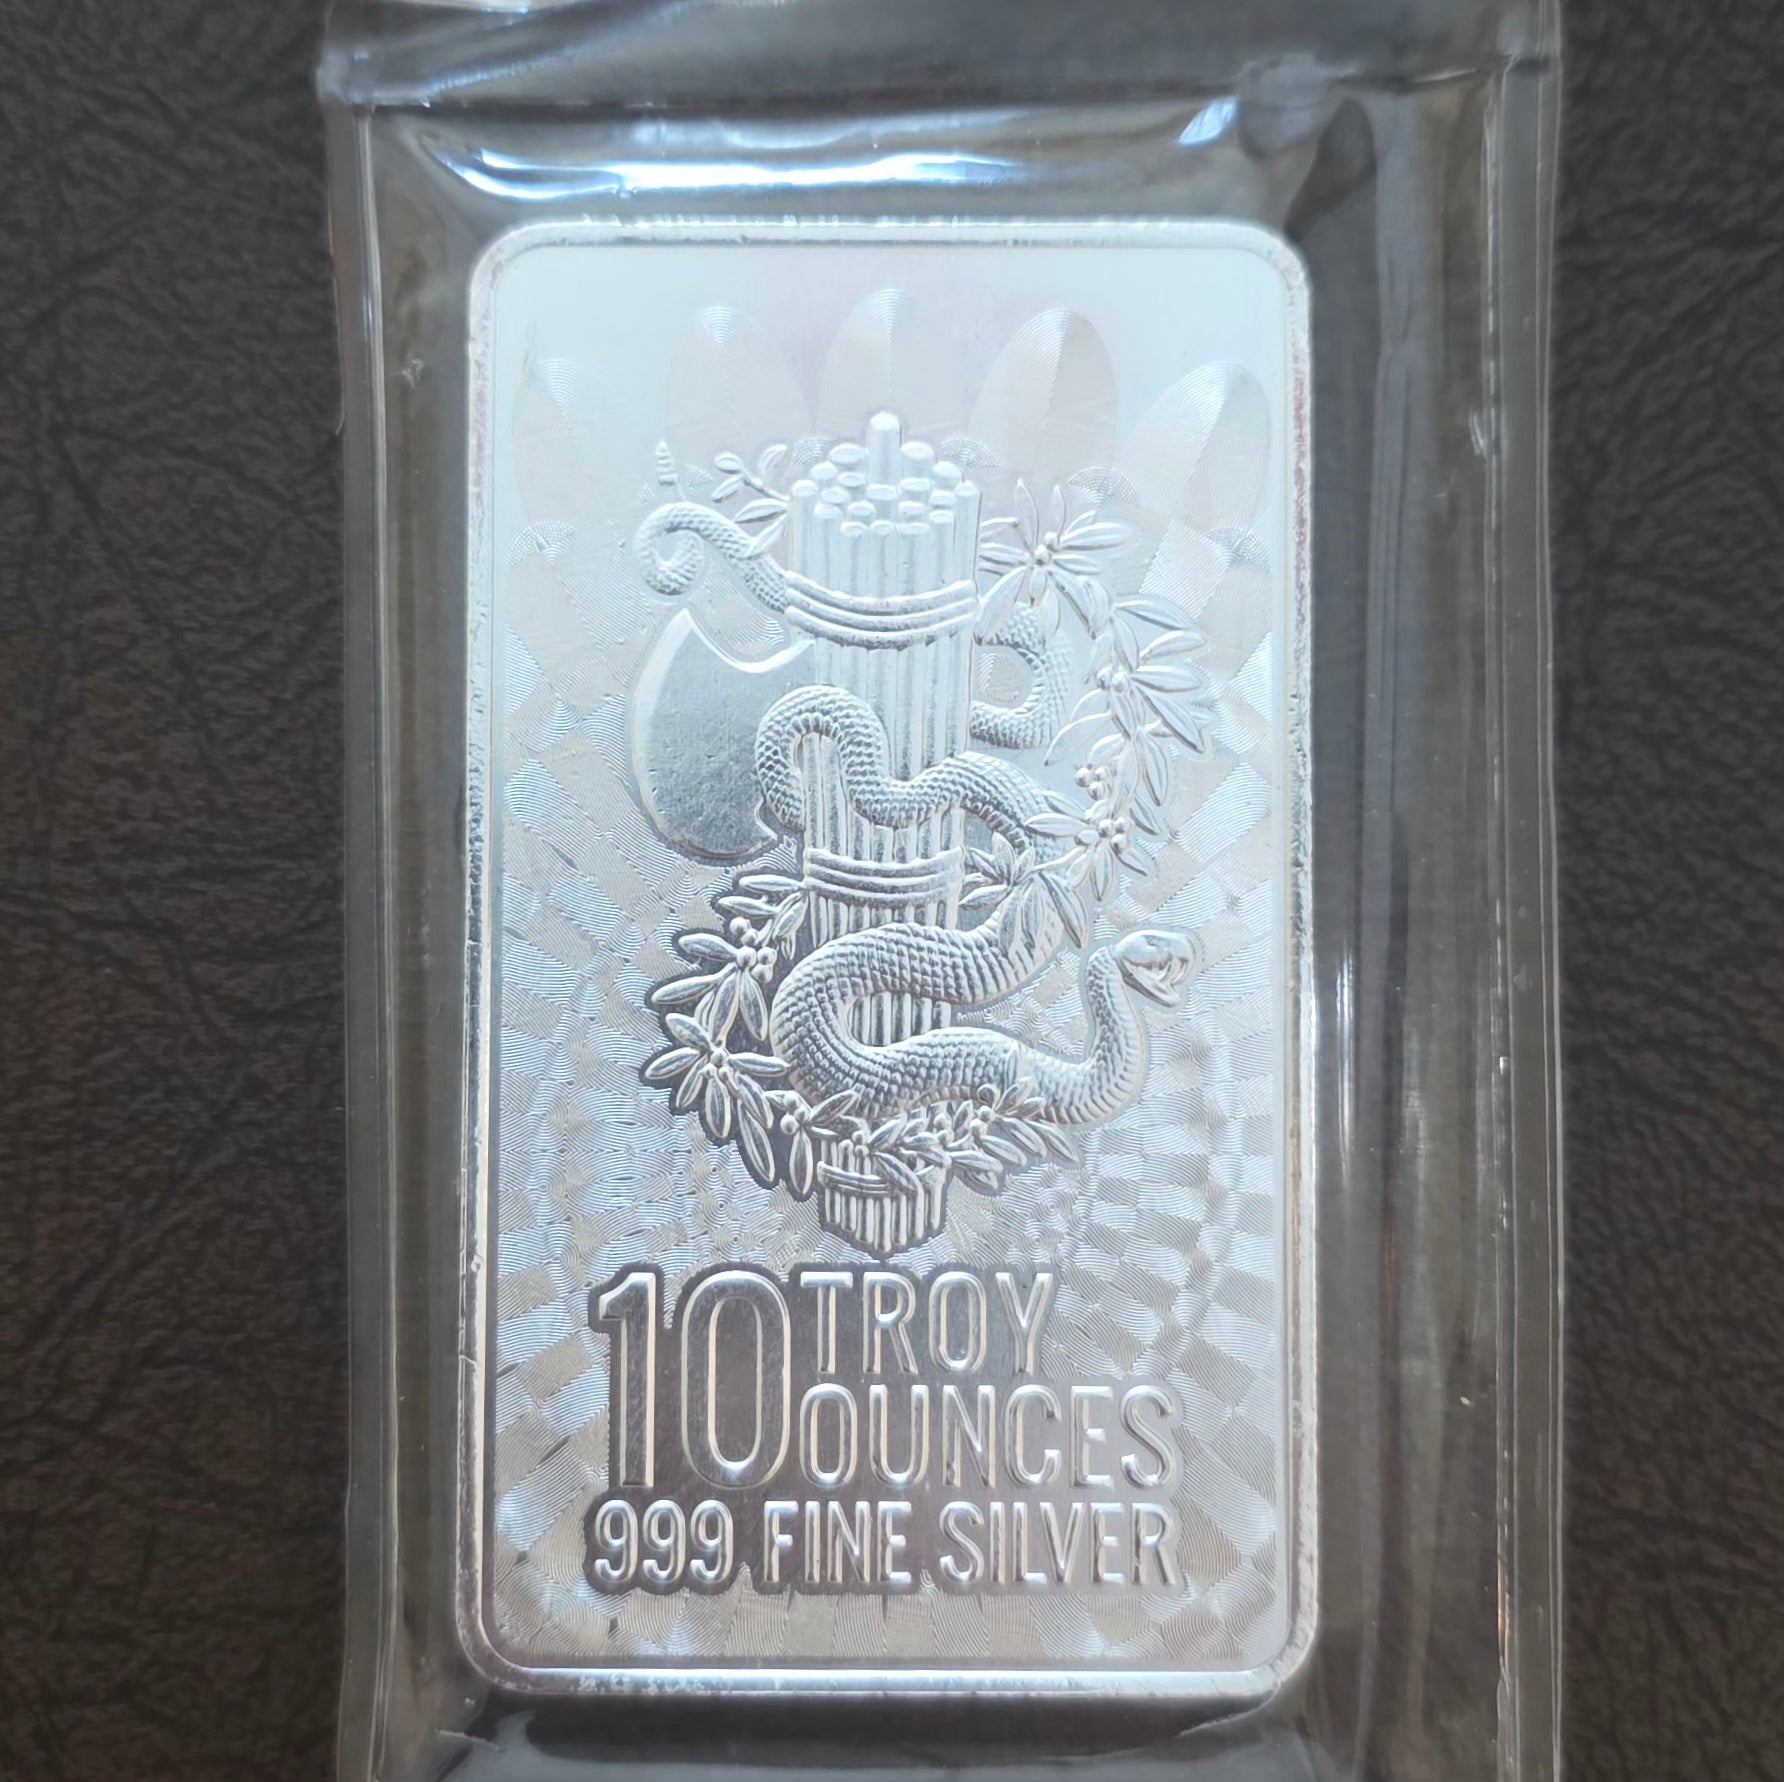 10 TROY
OUNCES
999 FINE SILVER